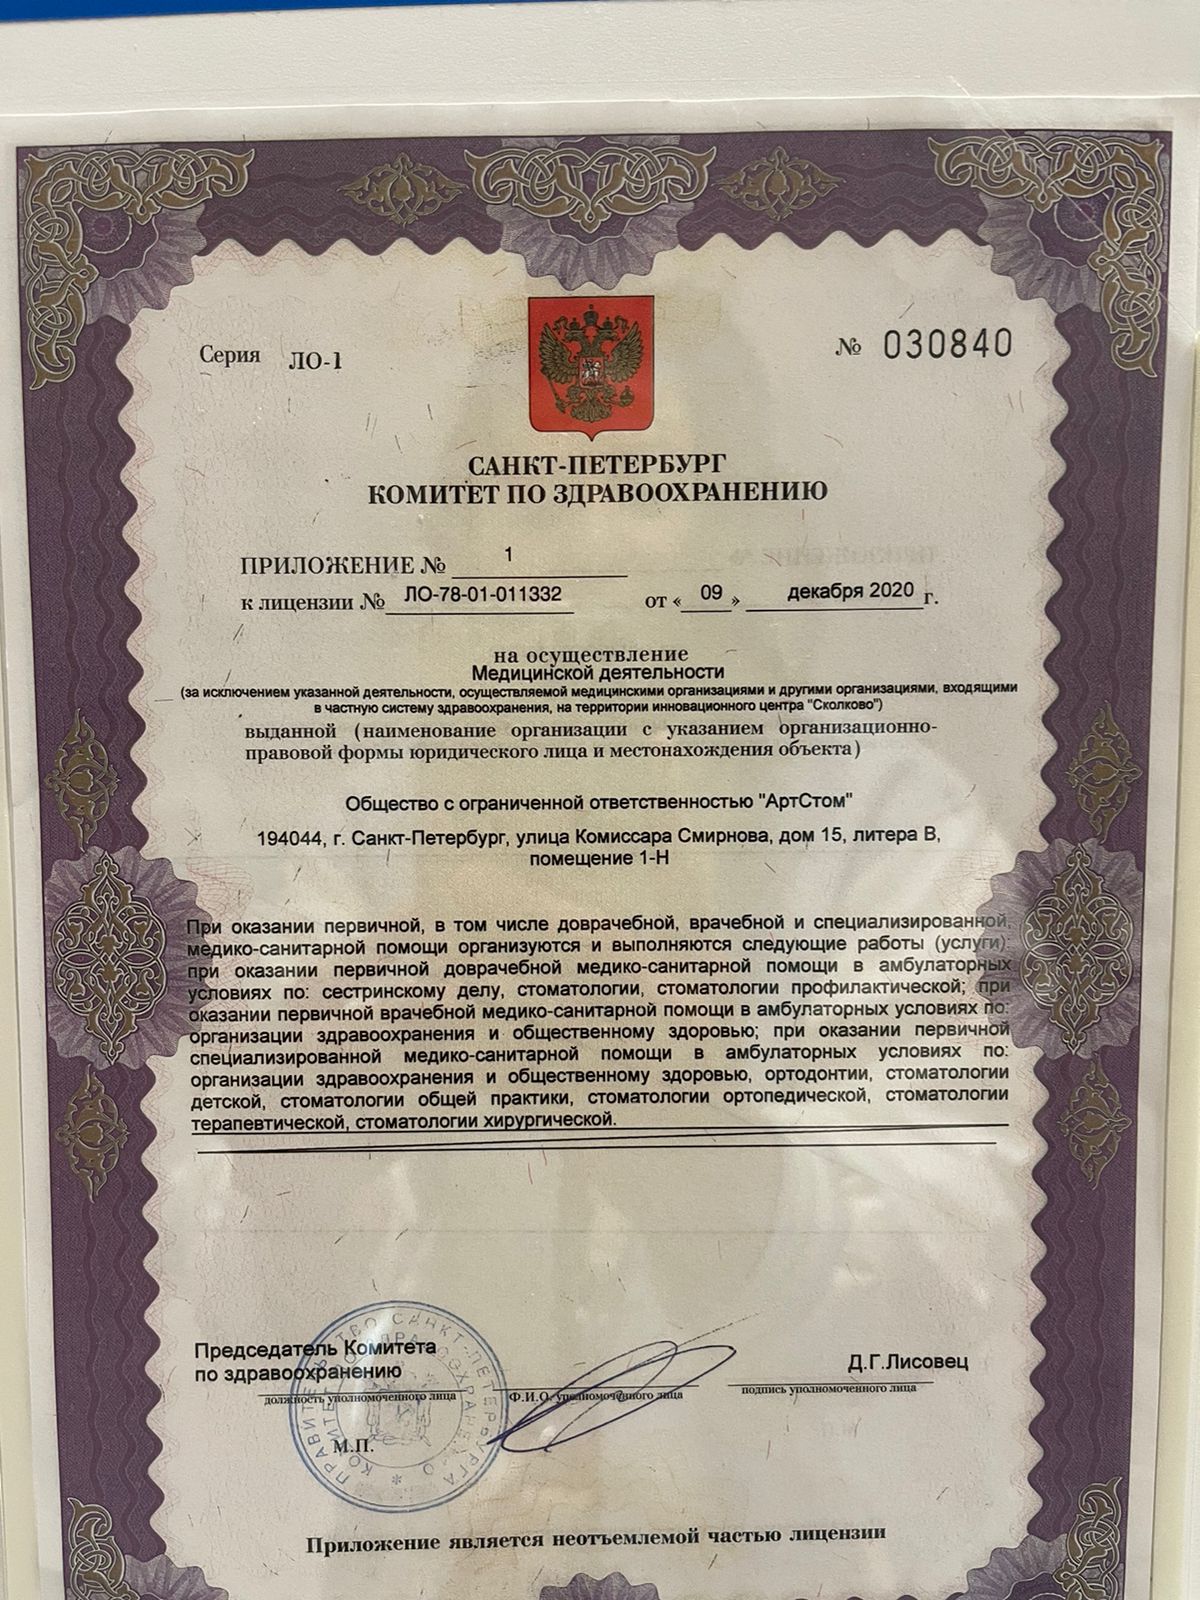 Серия ЛО-1
№ 030840
САНКТ-ПЕТЕРБУРГ
КОМИТЕТ ПО ЗДРАВООХРАНЕНИЮ
ПРИЛОЖЕНИЕ № 1
к лицензии № ЛО-78-01-011332 от « 09 » декабря 2020 г.
на осуществление
Медицинской деятельности
(за исключением указанной деятельности, осуществляемой медицинскими организациями и другими организациями, входящими
в частную систему здравоохранения, на территории инновационного центра "Сколково")
выданной (наименование организации с указанием организационно-
правовой формы юридического лица и местонахождения объекта)
Общество с ограниченной ответственностью "АртСтом"
194044, г. Санкт-Петербург, улица Комиссара Смирнова, дом 15, литера В,
помещение 1-Н
При оказании первичной, в том числе доврачебной, врачебной и специализированной,
медико-санитарной помощи организуются и выполняются следующие работы (услуги):
при оказании первичной доврачебной медико-санитарной помощи в амбулаторных
условиях по: сестринскому делу, стоматологии, стоматологии профилактической; при
оказании первичной врачебной медико-санитарной помощи в амбулаторных условиях по:
организации здравоохранения и общественному здоровью; при оказании первичной
специализированной медико-санитарной помощи в амбулаторных условиях по:
организации здравоохранения и общественному здоровью, ортодонтии, стоматологии
детской, стоматологии общей практики, стоматологии ортопедической, стоматологии
терапевтической, стоматологии хирургической.
Председатель Комитета
по здравоохранению
Д.Г.Лисовец
должность уполномоченного лица
Ф.И.О. уполномоченного лица
подпись уполномоченного лица
М.П.
ПРАВИТЕЛЬСТВО САНКТ-ПЕТЕРБУРГА
КОМИТЕТ ПО ЗДРАВООХРАНЕНИЮ
Приложение является неотъемлемой частью лицензии